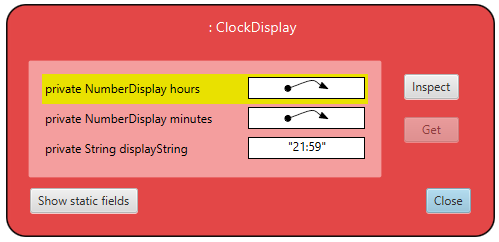 : ClockDisplay
private NumberDisplay hours
Inspect
private NumberDisplay minutes
Get
private String displayString "21:59"
Show static fields
Close